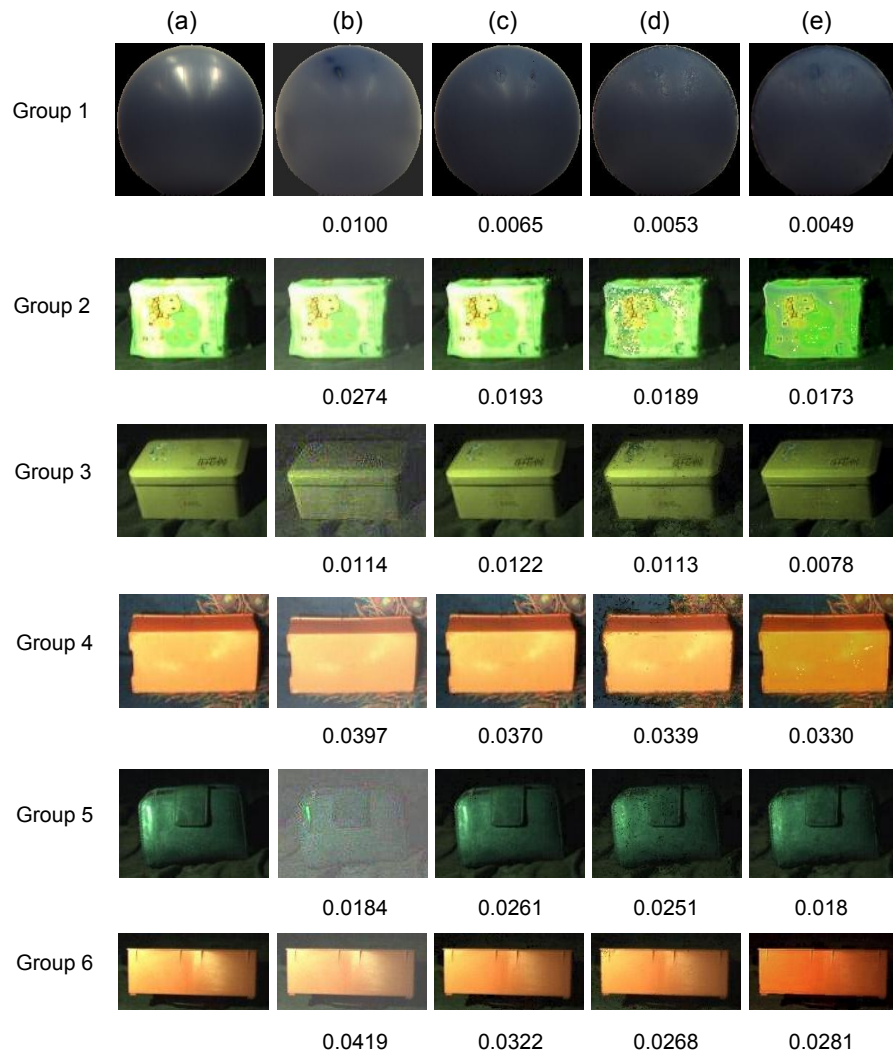 (a) (b) (c) (d) (e)
Group 1
0.0100 0.0065 0.0053 0.0049
Group 2
0.0274 0.0193 0.0189 0.0173
Group 3
0.0114 0.0122 0.0113 0.0078
Group 4
0.0397 0.0370 0.0339 0.0330
Group 5
0.0184 0.0261 0.0251 0.018
Group 6
0.0419 0.0322 0.0268 0.0281